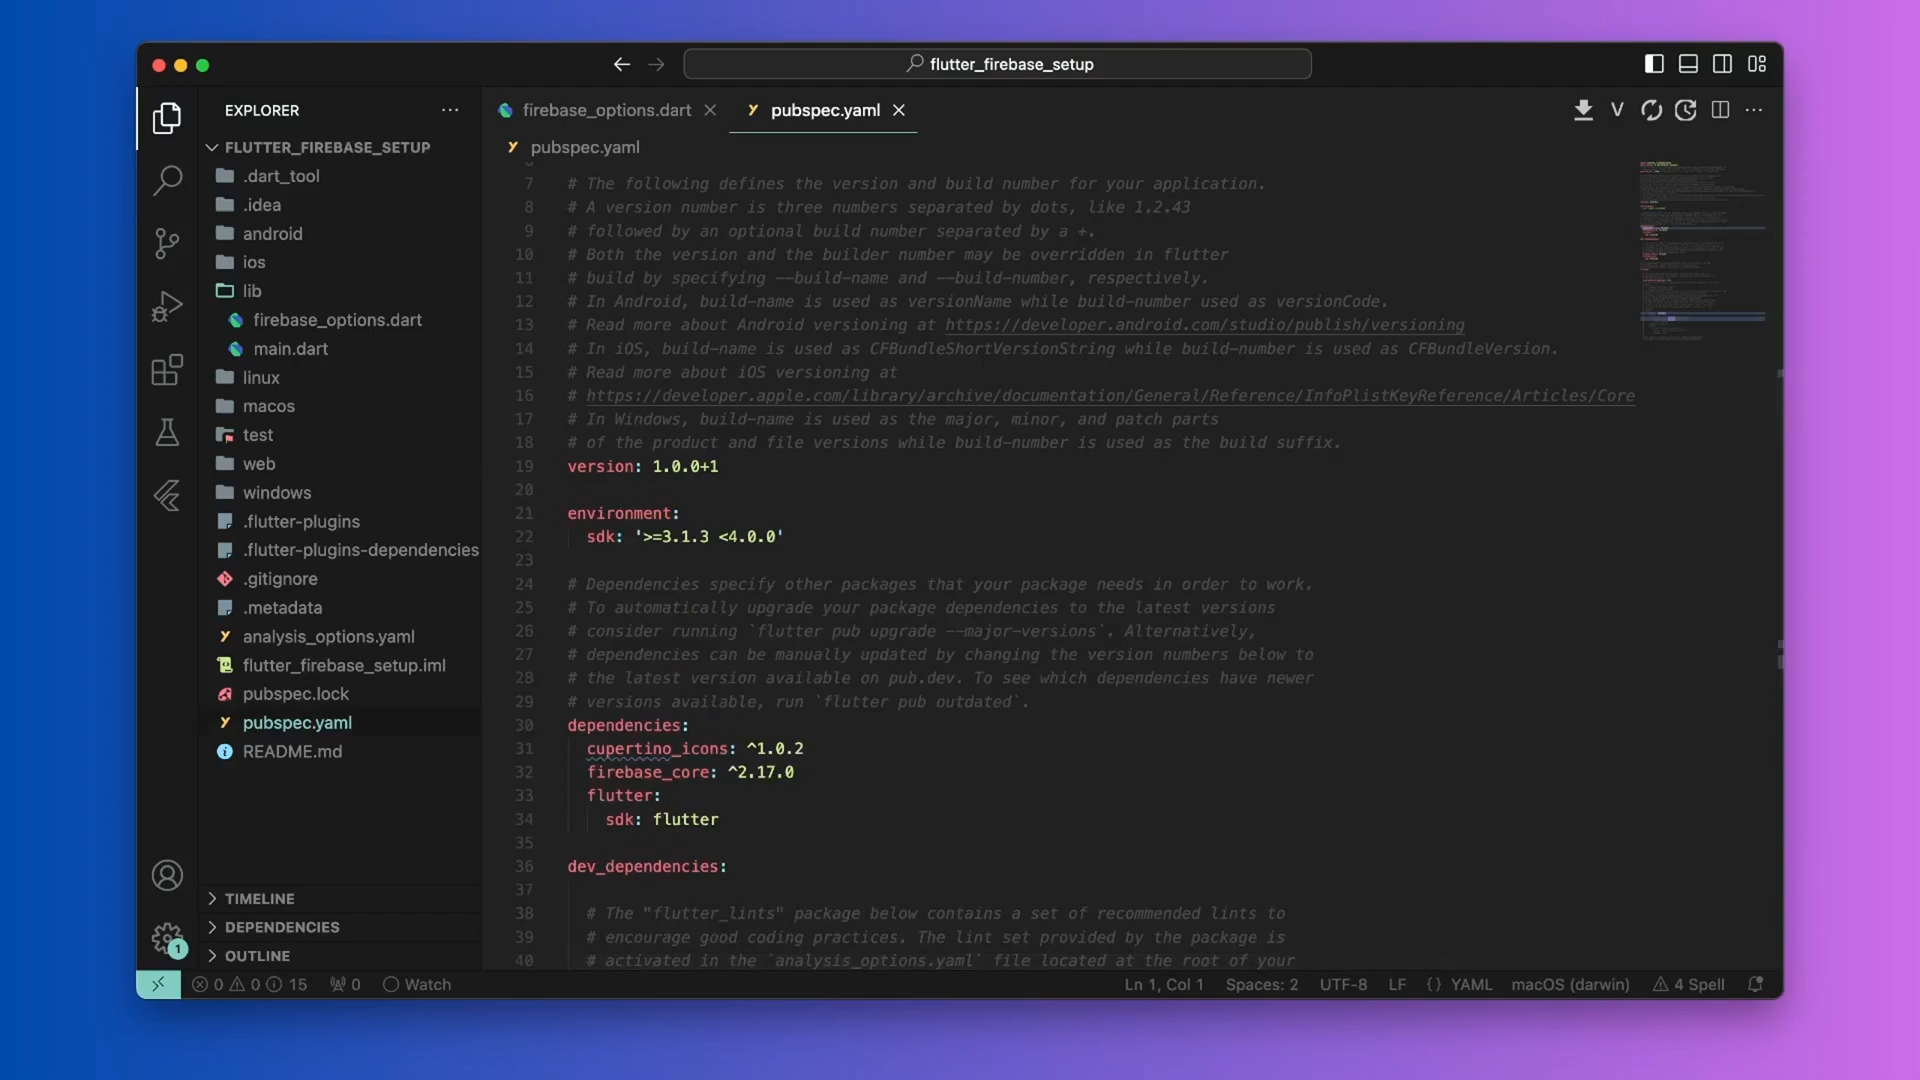 flutter_firebase_setup
EXPLORER
FLUTTER_FIREBASE_SETUP
.dart_tool
.idea
android
ios
lib
firebase_options.dart
main.dart
linux
macos
test
web
windows
.flutter-plugins
.flutter-plugins-dependencies
.gitignore
.metadata
analysis_options.yaml
flutter_firebase_setup.iml
pubspec.lock
pubspec.yaml
README.md
TIMELINE
DEPENDENCIES
OUTLINE
1
firebase_options.dart
pubspec.yaml
V
pubspec.yaml
7 # The following defines the version and build number for your application.
8 # A version number is three numbers separated by dots, like 1.2.43
9 # followed by an optional build number separated by a +.
10 # Both the version and the builder number may be overridden in flutter
11 # build by specifying --build-name and --build-number, respectively.
12 # In Android, build-name is used as versionName while build-number used as versionCode.
13 # Read more about Android versioning at https://developer.android.com/studio/publish/versioning
14 # In iOS, build-name is used as CFBundleShortVersionString while build-number is used as CFBundleVersion.
15 # Read more about iOS versioning at
16 # https://developer.apple.com/library/archive/documentation/General/Reference/InfoPlistKeyReference/Articles/Core
17 # In Windows, build-name is used as the major, minor, and patch parts
18 # of the product and file versions while build-number is used as the build suffix.
19 version: 1.0.0+1
20
21 environment:
22 sdk: '>=3.1.3 <4.0.0'
23
24 # Dependencies specify other packages that your package needs in order to work.
25 # To automatically upgrade your package dependencies to the latest versions
26 # consider running `flutter pub upgrade --major-versions`. Alternatively,
27 # dependencies can be manually updated by changing the version numbers below to
28 # the latest version available on pub.dev. To see which dependencies have newer
29 # versions available, run `flutter pub outdated`.
30 dependencies:
31 cupertino_icons: ^1.0.2
32 firebase_core: ^2.17.0
33 flutter:
34 sdk: flutter
35
36 dev_dependencies:
37
38 # The "flutter_lints" package below contains a set of recommended lints to
39 # encourage good coding practices. The lint set provided by the package is
40 # activated in the `analysis_options.yaml` file located at the root of your
0 0 15 0 Watch Ln 1, Col 1 Spaces: 2 UTF-8 LF {} YAML macOS (darwin) 4 Spell